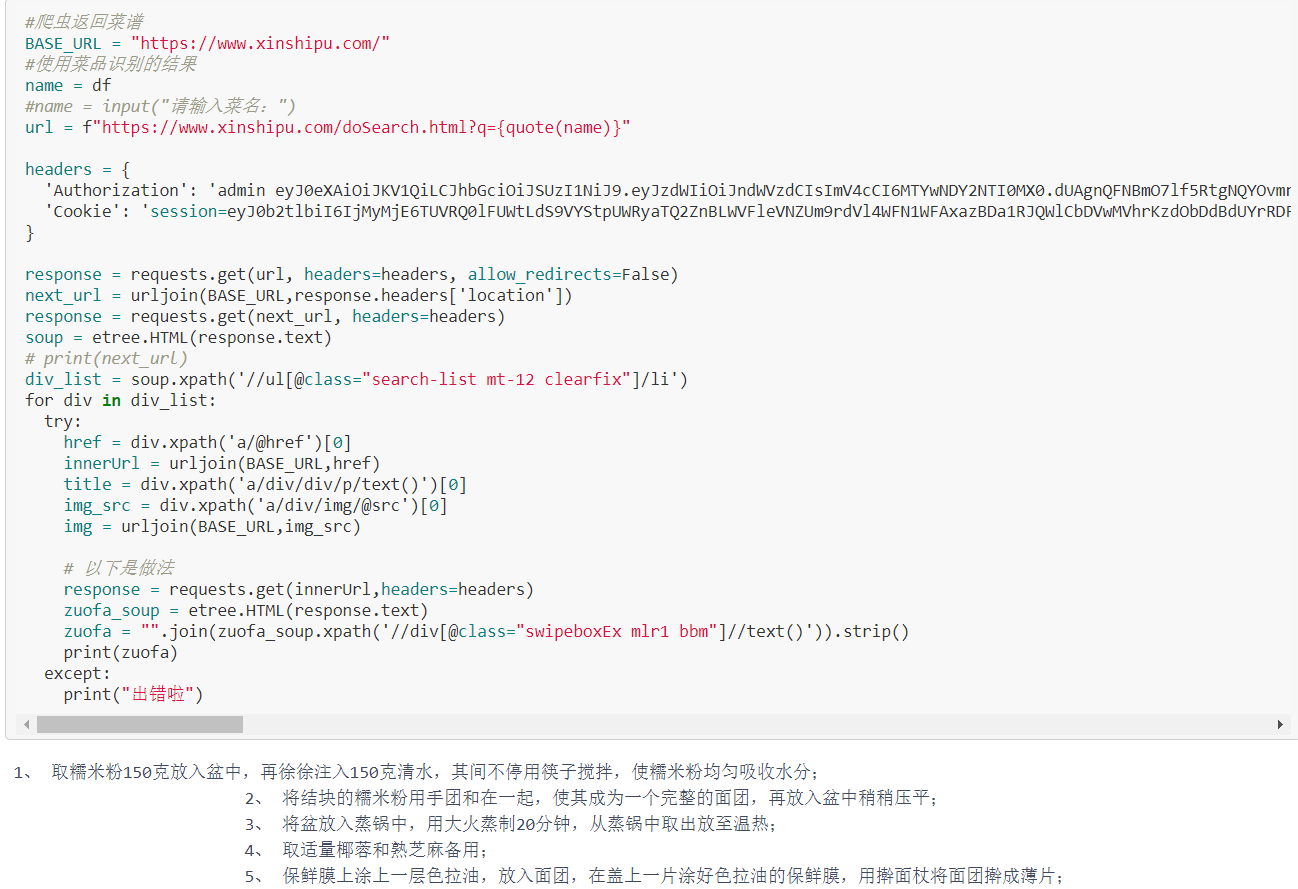 #爬虫返回菜谱
BASE_URL = "https://www.xinshipu.com/"
#使用菜品识别的结果
name = df
#name = input("请输入菜名：")
url = f"https://www.xinshipu.com/doSearch.html?q={quote(name)}"
headers = {
'Authorization': 'admin eyJ0eXAiOiJKV1QiLCJhbGciOiJSUzI1NiJ9.eyJzdWIiOiJndWVzdCIsImV4cCI6MTYwNDY2NTI0MX0.dUAgnQFNBmO7lf5RtgNQYOvmr
'Cookie': 'session=eyJ0b2tlbiI6IjMyMjE6TUVRQ0lFUWtLdS9VYStpUWRyaTQ2ZnBLWVFleVNZUm9rdVl4WFN1WFAxazBDa1RJQWlCbDVwMVhrKzdObDdBdUYrRDF
}
response = requests.get(url, headers=headers, allow_redirects=False)
next_url = urljoin(BASE_URL,response.headers['location'])
response = requests.get(next_url, headers=headers)
soup = etree.HTML(response.text)
# print(next_url)
div_list = soup.xpath('//ul[@class="search-list mt-12 clearfix"]/li')
for div in div_list:
try:
href = div.xpath('a/@href')[0]
innerUrl = urljoin(BASE_URL,href)
title = div.xpath('a/div/div/p/text()')[0]
img_src = div.xpath('a/div/img/@src')[0]
img = urljoin(BASE_URL,img_src)
# 以下是做法
response = requests.get(innerUrl,headers=headers)
zuofa_soup = etree.HTML(response.text)
zuofa = "".join(zuofa_soup.xpath('//div[@class="swipeboxEx mlr1 bbm"]//text()')).strip()
print(zuofa)
except:
print("出错啦")
1、 取糯米粉150克放入盆中，再徐徐注入150克清水，其间不停用筷子搅拌，使糯米粉均匀吸收水分；
2、 将结块的糯米粉用手团和在一起，使其成为一个完整的面团，再放入盆中稍稍压平；
3、 将盆放入蒸锅中，用大火蒸制20分钟，从蒸锅中取出放至温热；
4、 取适量椰蓉和熟芝麻备用；
5、 保鲜膜上涂上一层色拉油，放入面团，在盖上一片涂好色拉油的保鲜膜，用擀面杖将面团擀成薄片；